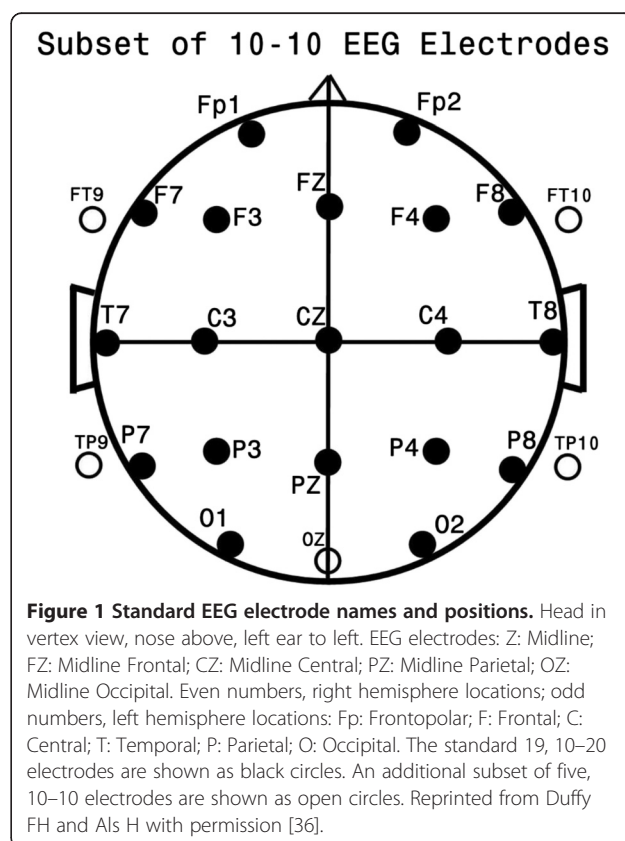 Subset of 10-10 EEG Electrodes
Fp1 Fp2
FT9 F7 F3 FZ F4 F8 FT10
T7 C3 CZ C4 T8
TP9 P7 P3 PZ P4 P8 TP10
O1 OZ O2
Figure 1 Standard EEG electrode names and positions. Head in
vertex view, nose above, left ear to left. EEG electrodes: Z: Midline;
FZ: Midline Frontal; CZ: Midline Central; PZ: Midline Parietal; OZ:
Midline Occipital. Even numbers, right hemisphere locations; odd
numbers, left hemisphere locations: Fp: Frontopolar; F: Frontal; C:
Central; T: Temporal; P: Parietal; O: Occipital. The standard 19, 10–20
electrodes are shown as black circles. An additional subset of five,
10–10 electrodes are shown as open circles. Reprinted from Duffy
FH and Als H with permission [36].